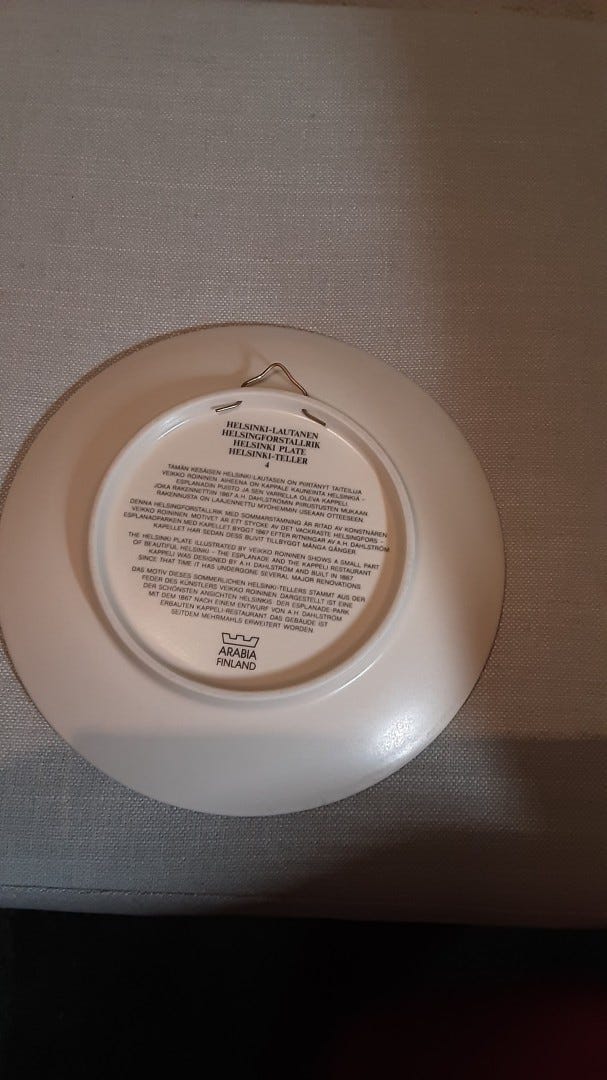 HELSINKI-LAUTANEN
HELSINGFORSTALLRIK
HELSINKI PLATE
HELSINKI-TELLER
4
TÄMÄN KESÄISEN HELSINKI-LAUTASEN ON PIIRTÄNYT TAITEILIJA
VEIKKO ROININEN. AIHEENA ON KAPPALE KAUNEINTA HELSINKIÄ –
ESPLANADIN PUISTO JA SEN VARRELLA OLEVA KAPPELI,
JOKA RAKENNETTIIN 1867 A.H. DAHLSTRÖMIN PIIRUSTUSTEN MUKAAN.
RAKENNUSTA ON LAAJENNETTU MYÖHEMMIN USEAAN OTTEESEEN.
DENNA HELSINGFORSTALLRIK MED SOMMARSTÄMNING ÄR RITAD AV KONSTNÄREN
VEIKKO ROININEN. MOTIVET ÄR ETT STYCKE AV DET VACKRASTE HELSINGFORS –
ESPLANADPARKEN MED KAPELLET, BYGGT 1867 EFTER RITNINGAR AV A.H. DAHLSTRÖM.
KAPELLET HAR SEDAN DESS BLIVIT TILLBYGGT MÅNGA GÅNGER.
THE HELSINKI PLATE ILLUSTRATED BY VEIKKO ROININEN SHOWS A SMALL PART
OF BEAUTIFUL HELSINKI – THE ESPLANADE AND THE KAPPELI RESTAURANT.
KAPPELI WAS DESIGNED BY A.H. DAHLSTRÖM AND BUILT IN 1867.
SINCE THAT TIME IT HAS UNDERGONE SEVERAL MAJOR RENOVATIONS.
DAS MOTIV DIESES SOMMERLICHEN HELSINKI-TELLERS STAMMT AUS DER
FEDER DES KÜNSTLERS VEIKKO ROININEN. DARGESTELLT IST EINE
DER SCHÖNSTEN ANSICHTEN HELSINKIS: DER ESPLANADE-PARK
MIT DEM 1867 NACH EINEM ENTWURF VON A.H. DAHLSTRÖM
ERBAUTEN KAPPELI-RESTAURANT. DAS GEBÄUDE IST
SEITDEM MEHRMAHLS ERWEITERT WORDEN.
ARABIA
FINLAND